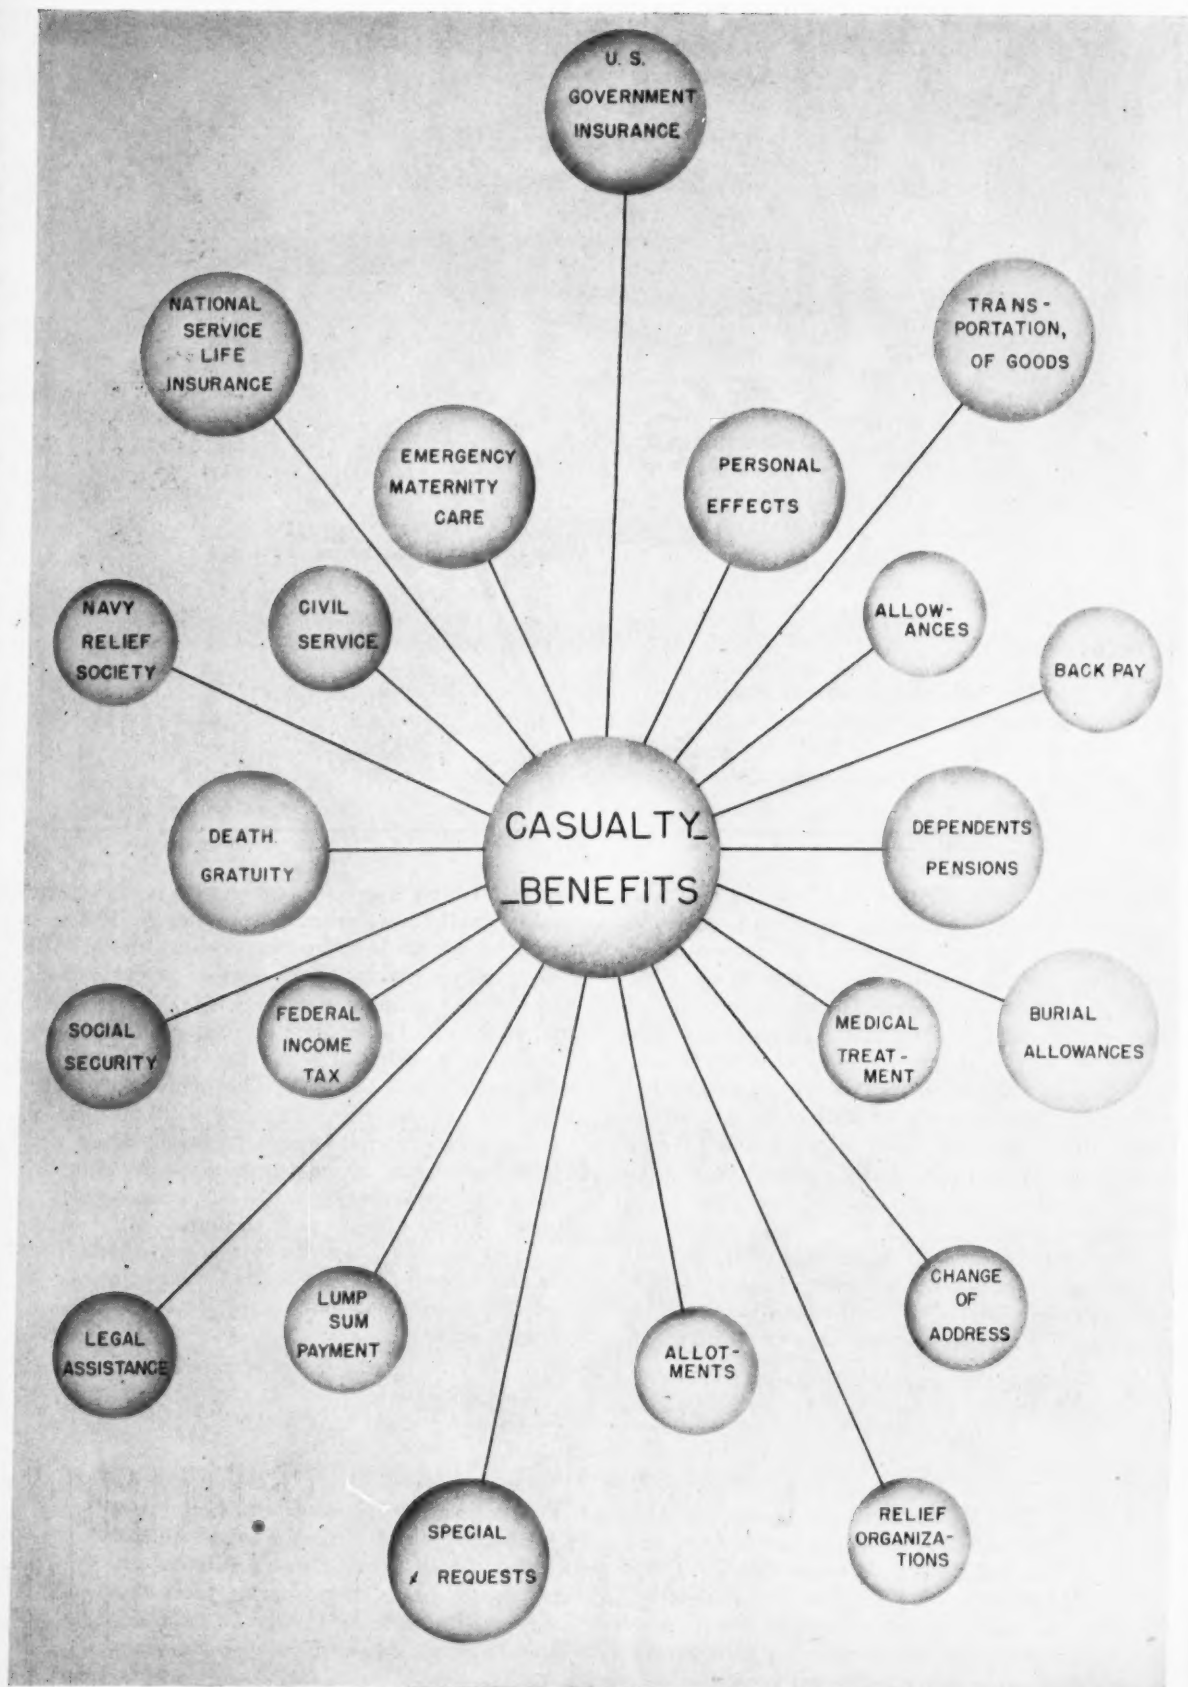 U. S.
GOVERNMENT
INSURANCE
NATIONAL
SERVICE
LIFE
INSURANCE
TRANS-
PORTATION,
OF GOODS
EMERGENCY
MATERNITY
CARE
PERSONAL
EFFECTS
NAVY
RELIEF
SOCIETY
CIVIL
SERVICE
ALLOW-
ANCES
BACK PAY
CASUALTY_
_BENEFITS
DEATH
GRATUITY
DEPENDENTS
PENSIONS
SOCIAL
SECURITY
FEDERAL
INCOME
TAX
MEDICAL
TREAT-
MENT
BURIAL
ALLOWANCES
LEGAL
ASSISTANCE
LUMP
SUM
PAYMENT
ALLOT-
MENTS
CHANGE
OF
ADDRESS
SPECIAL
REQUESTS
RELIEF
ORGANIZA-
TIONS